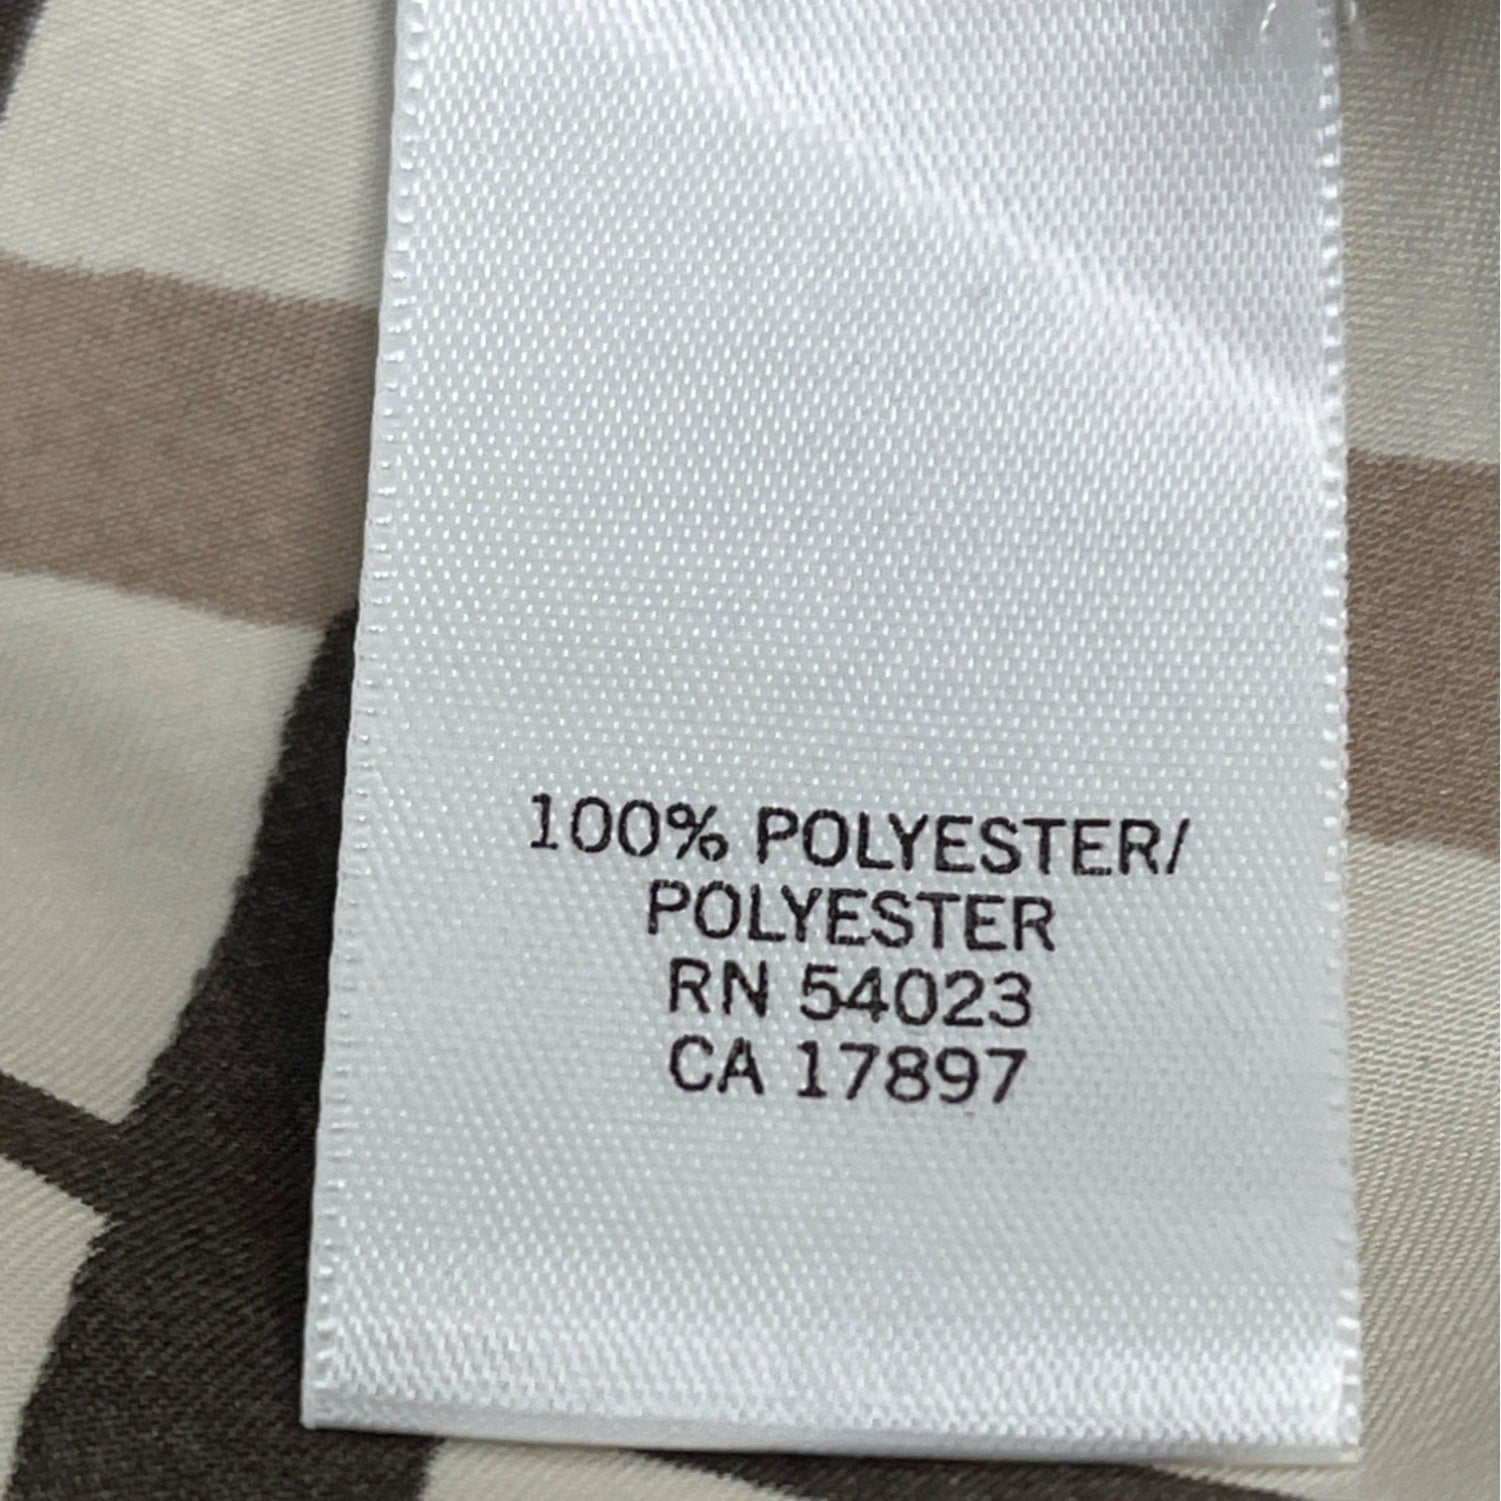 100% POLYESTER/
POLYESTER
RN 54023
CA 17897